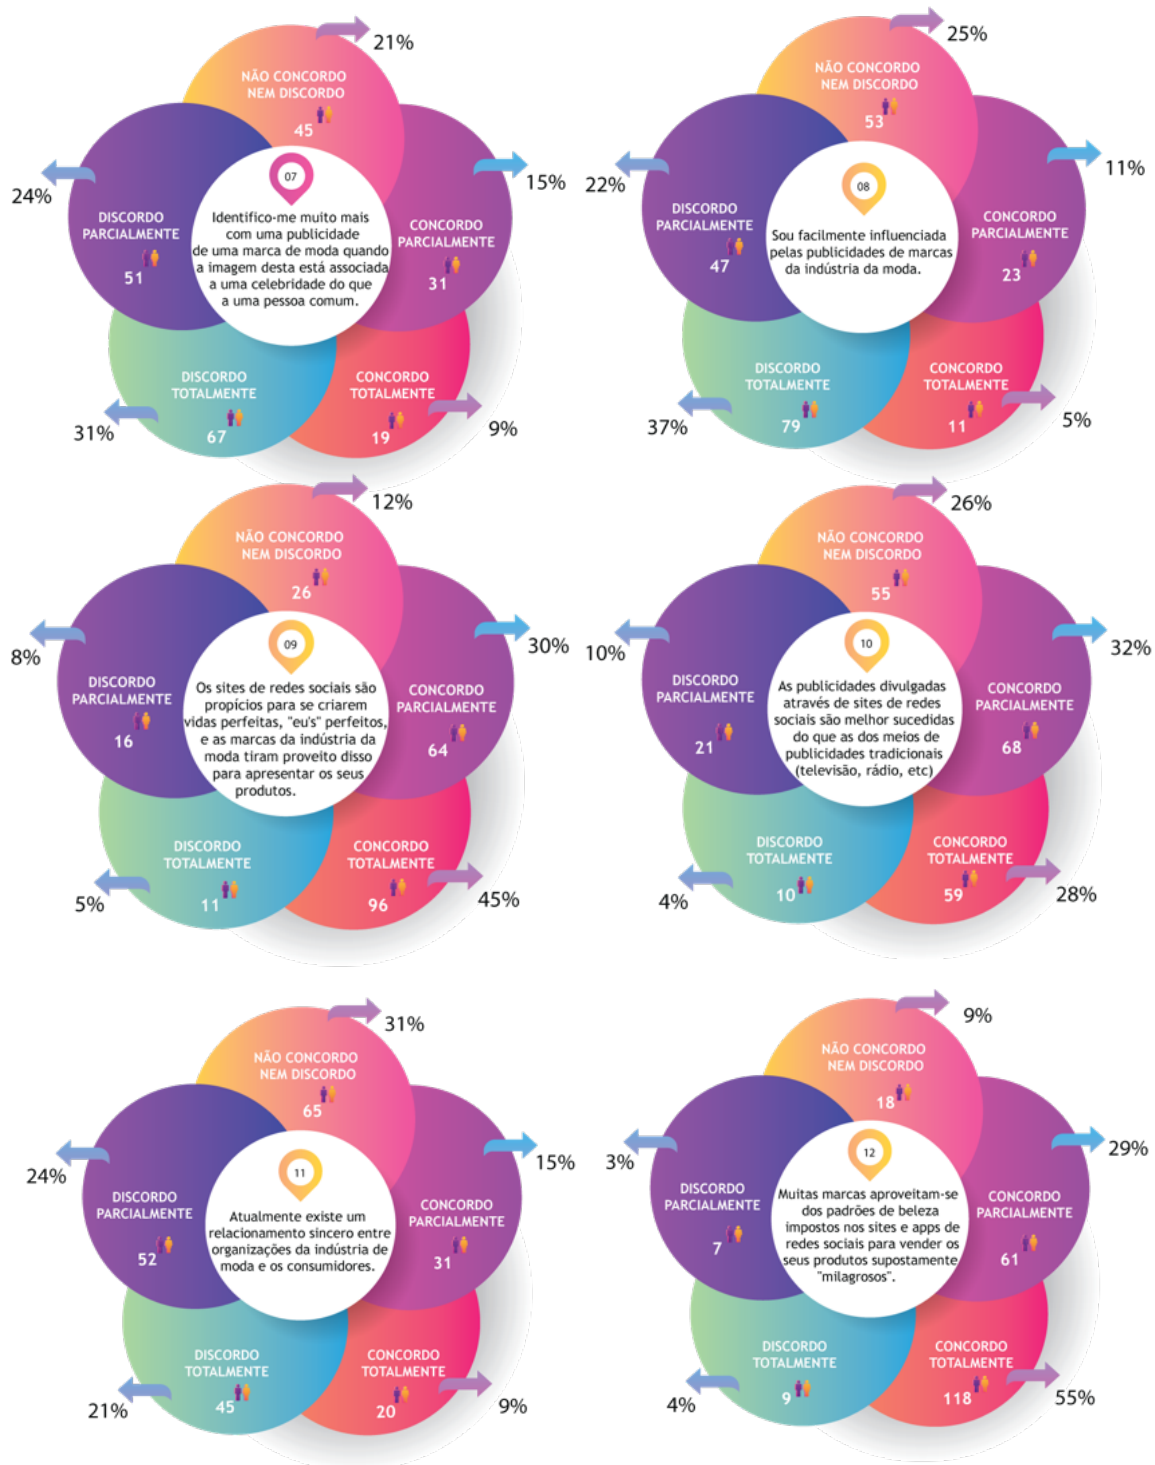 21%
NÃO CONCORDO
NEM DISCORDO
45
24%
15%
07
DISCORDO
PARCIALMENTE
51
CONCORDO
PARCIALMENTE
31
Identifico-me muito mais
com uma publicidade
de uma marca de moda quando
a imagem desta está associada
a uma celebridade do que
a uma pessoa comum.
DISCORDO
TOTALMENTE
67
CONCORDO
TOTALMENTE
19
31%
9%
25%
NÃO CONCORDO
NEM DISCORDO
53
22%
11%
08
DISCORDO
PARCIALMENTE
47
CONCORDO
PARCIALMENTE
23
Sou facilmente influenciada
pelas publicidades de marcas
da indústria da moda.
DISCORDO
TOTALMENTE
79
CONCORDO
TOTALMENTE
11
37%
5%
12%
NÃO CONCORDO
NEM DISCORDO
26
8%
30%
09
DISCORDO
PARCIALMENTE
16
CONCORDO
PARCIALMENTE
64
Os sites de redes sociais são
propícios para se criarem
vidas perfeitas, "eu's" perfeitos,
e as marcas da indústria da
moda tiram proveito disso
para apresentar os seus
produtos.
DISCORDO
TOTALMENTE
11
CONCORDO
TOTALMENTE
96
5%
45%
26%
NÃO CONCORDO
NEM DISCORDO
55
10%
32%
10
DISCORDO
PARCIALMENTE
21
CONCORDO
PARCIALMENTE
68
As publicidades divulgadas
através de sites de redes
sociais são melhor sucedidas
do que as dos meios de
publicidades tradicionais
(televisão, rádio, etc)
DISCORDO
TOTALMENTE
10
CONCORDO
TOTALMENTE
59
4%
28%
31%
NÃO CONCORDO
NEM DISCORDO
65
24%
15%
11
DISCORDO
PARCIALMENTE
52
CONCORDO
PARCIALMENTE
31
Atualmente existe um
relacionamento sincero entre
organizações da indústria de
moda e os consumidores.
DISCORDO
TOTALMENTE
45
CONCORDO
TOTALMENTE
20
21%
9%
9%
NÃO CONCORDO
NEM DISCORDO
18
3%
29%
12
DISCORDO
PARCIALMENTE
7
CONCORDO
PARCIALMENTE
61
Muitas marcas aproveitam-se
dos padrões de beleza
impostos nos sites e apps de
redes sociais para vender os
seus produtos supostamente
"milagrosos".
DISCORDO
TOTALMENTE
9
CONCORDO
TOTALMENTE
118
4%
55%